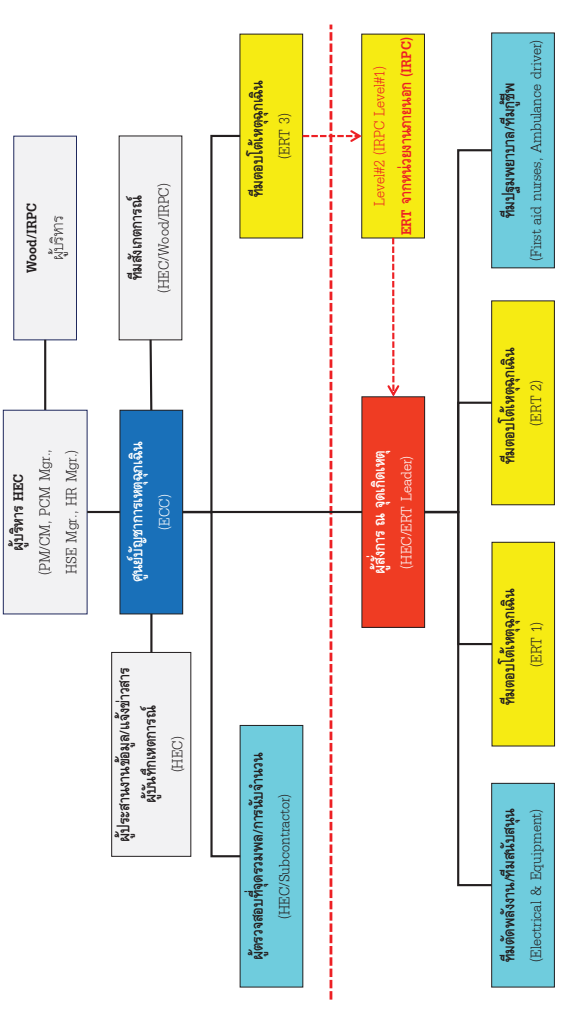 ผู้บริหาร HEC
(PM/CM, PCM Mgr.,
HSE Mgr., HR Mgr.)
Wood/IRPC
ผู้บริหาร
ผู้ประสานงานข้อมูล/แจ้งข่าวสาร
ผู้บันทึกเหตุการณ์
(HEC)
ศูนย์บัญชาการเหตุฉุกเฉิน
(ECC)
ทีมสังเกตการณ์
(HEC/Wood/IRPC)
ผู้ตรวจสอบที่จุดรวมพล/การนับจำนวน
(HEC/Subcontractor)
ทีมตอบโต้เหตุฉุกเฉิน
(ERT 3)
ผู้สั่งการ ณ จุดเกิดเหตุ
(HEC/ERT Leader)
Level#2 (IRPC Level#1)
ERT จากหน่วยงานภายนอก (IRPC)
ทีมตัดพลังงาน/ทีมสนับสนุน
(Electrical & Equipment)
ทีมตอบโต้เหตุฉุกเฉิน
(ERT 1)
ทีมตอบโต้เหตุฉุกเฉิน
(ERT 2)
ทีมปฐมพยาบาล/ทีมกู้ชีพ
(First aid nurses, Ambulance driver)